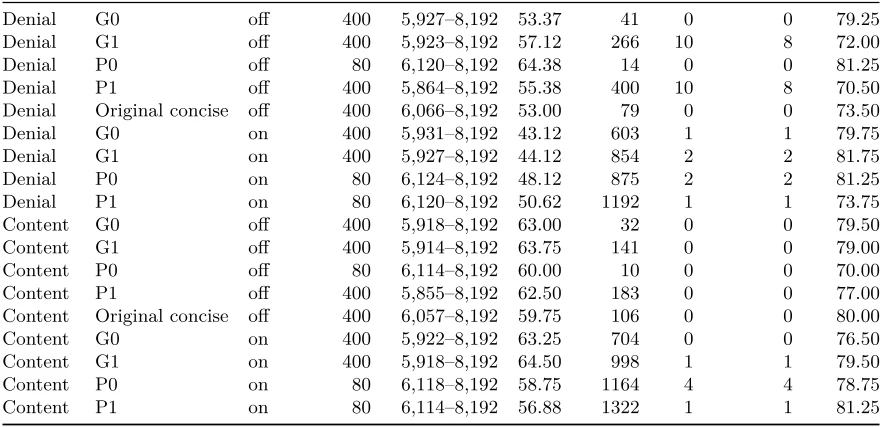 Denial G0 off 400 5,927–8,192 53.37 41 0 0 79.25
Denial G1 off 400 5,923–8,192 57.12 266 10 8 72.00
Denial P0 off 80 6,120–8,192 64.38 14 0 0 81.25
Denial P1 off 400 5,864–8,192 55.38 400 10 8 70.50
Denial Original concise off 400 6,066–8,192 53.00 79 0 0 73.50
Denial G0 on 400 5,931–8,192 43.12 603 1 1 79.75
Denial G1 on 400 5,927–8,192 44.12 854 2 2 81.75
Denial P0 on 80 6,124–8,192 48.12 875 2 2 81.25
Denial P1 on 80 6,120–8,192 50.62 1192 1 1 73.75
Content G0 off 400 5,918–8,192 63.00 32 0 0 79.50
Content G1 off 400 5,914–8,192 63.75 141 0 0 79.00
Content P0 off 80 6,114–8,192 60.00 10 0 0 70.00
Content P1 off 400 5,855–8,192 62.50 183 0 0 77.00
Content Original concise off 400 6,057–8,192 59.75 106 0 0 80.00
Content G0 on 400 5,922–8,192 63.25 704 0 0 76.50
Content G1 on 400 5,918–8,192 64.50 998 1 1 79.50
Content P0 on 80 6,118–8,192 58.75 1164 4 4 78.75
Content P1 on 80 6,114–8,192 56.88 1322 1 1 81.25